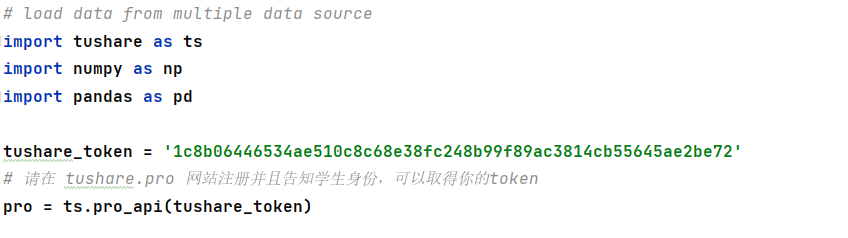 # load data from multiple data source
import tushare as ts
import numpy as np
import pandas as pd
tushare_token = '1c8b06446534ae510c8c68e38fc248b99f89ac3814cb55645ae2be72'
# 请在 tushare.pro 网站注册并且告知学生身份，可以取得你的token
pro = ts.pro_api(tushare_token)